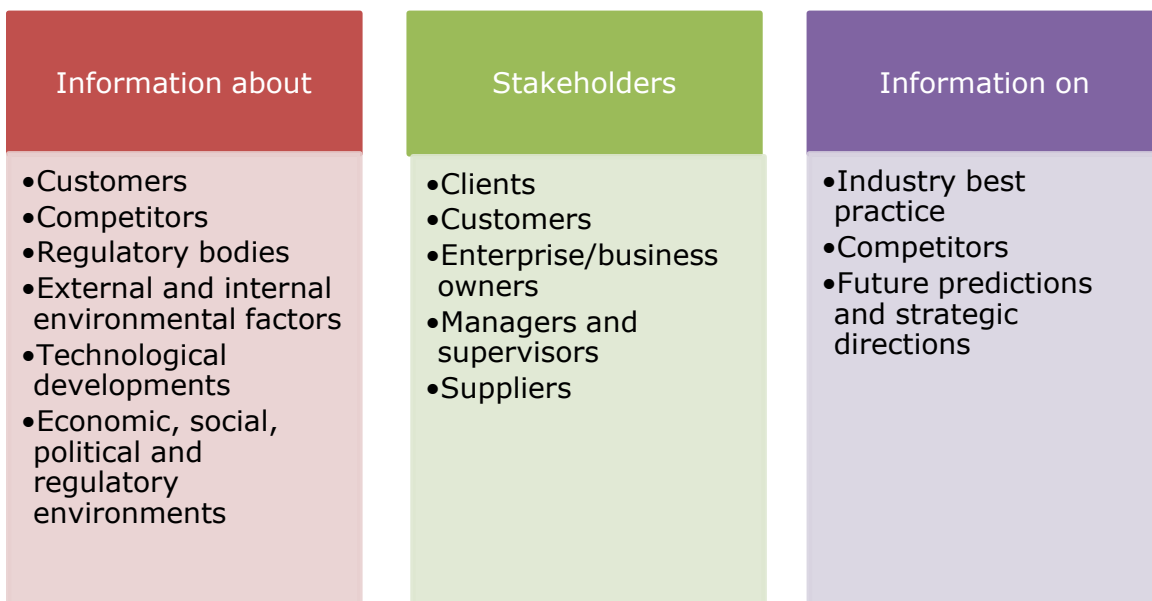 Information about
•Customers
•Competitors
•Regulatory bodies
•External and internal
environmental factors
•Technological
developments
•Economic, social,
political and
regulatory
environments
Stakeholders
•Clients
•Customers
•Enterprise/business
owners
•Managers and
supervisors
•Suppliers
Information on
•Industry best
practice
•Competitors
•Future predictions
and strategic
directions